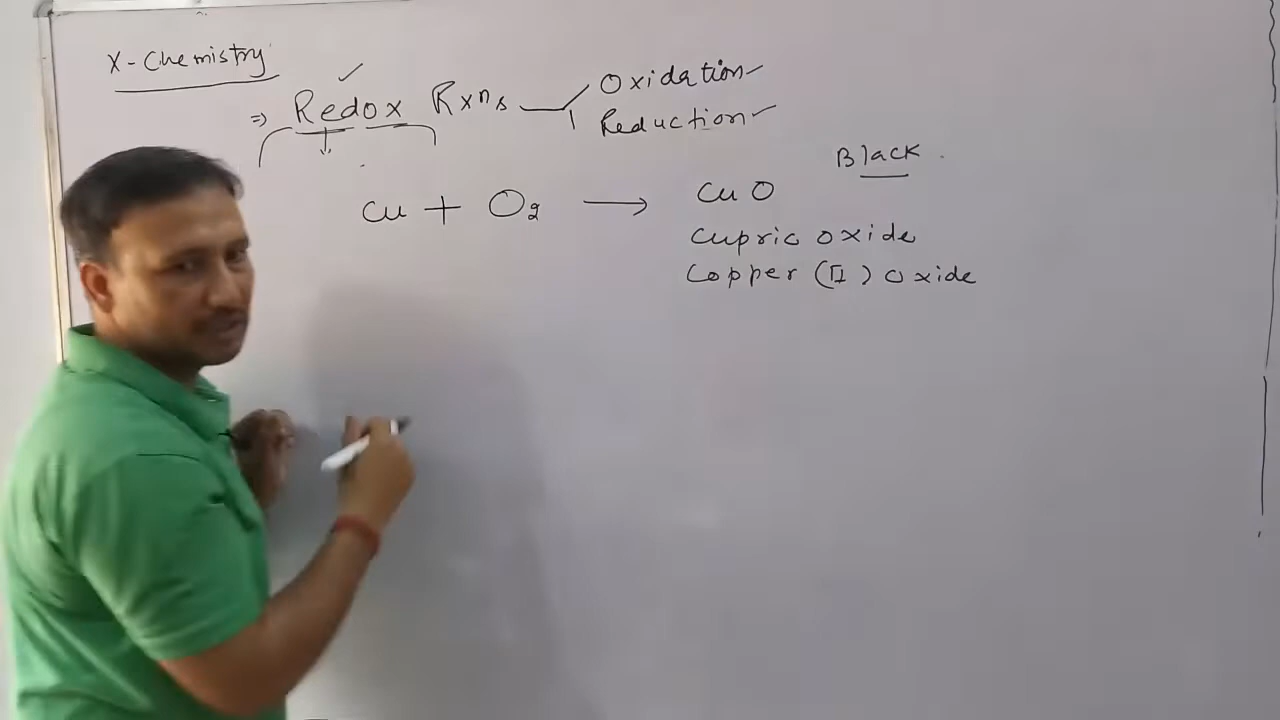 X - Chemistry
⇒ Redox Rxns
Oxidation
Reduction
Black
Cu + O₂ → CuO
Cupric oxide
Copper (II) Oxide